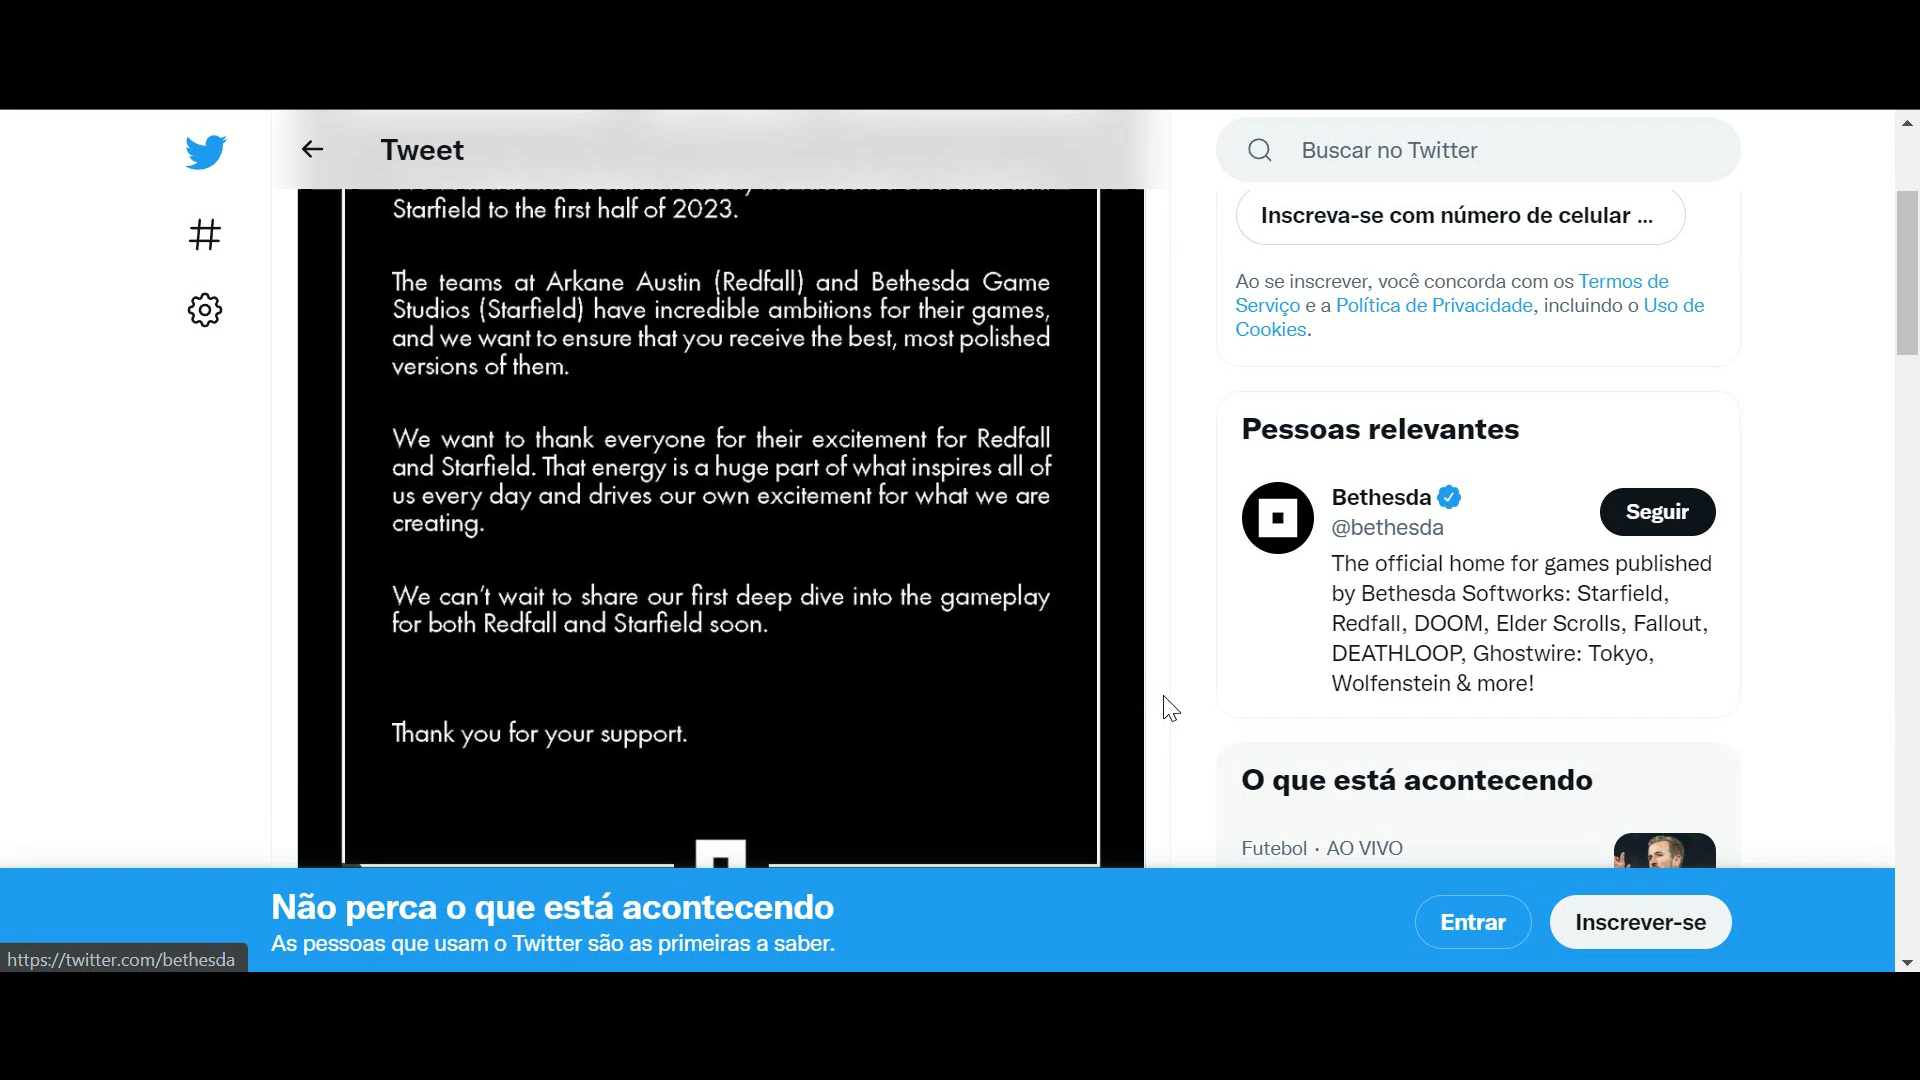 Tweet
Buscar no Twitter
Starfield to the first half of 2023.
The teams at Arkane Austin (Redfall) and Bethesda Game
Studios (Starfield) have incredible ambitions for their games,
and we want to ensure that you receive the best, most polished
versions of them.
We want to thank everyone for their excitement for Redfall
and Starfield. That energy is a huge part of what inspires all of
us every day and drives our own excitement for what we are
creating.
We can't wait to share our first deep dive into the gameplay
for both Redfall and Starfield soon.
Thank you for your support.
Inscreva-se com número de celular ...
Ao se inscrever, você concorda com os Termos de
Serviço e a Política de Privacidade, incluindo o Uso de
Cookies.
Pessoas relevantes
Bethesda
@bethesda
Seguir
The official home for games published
by Bethesda Softworks: Starfield,
Redfall, DOOM, Elder Scrolls, Fallout,
DEATHLOOP, Ghostwire: Tokyo,
Wolfenstein & more!
O que está acontecendo
Futebol · AO VIVO
Não perca o que está acontecendo
As pessoas que usam o Twitter são as primeiras a saber.
Entrar
Inscrever-se
https://twitter.com/bethesda